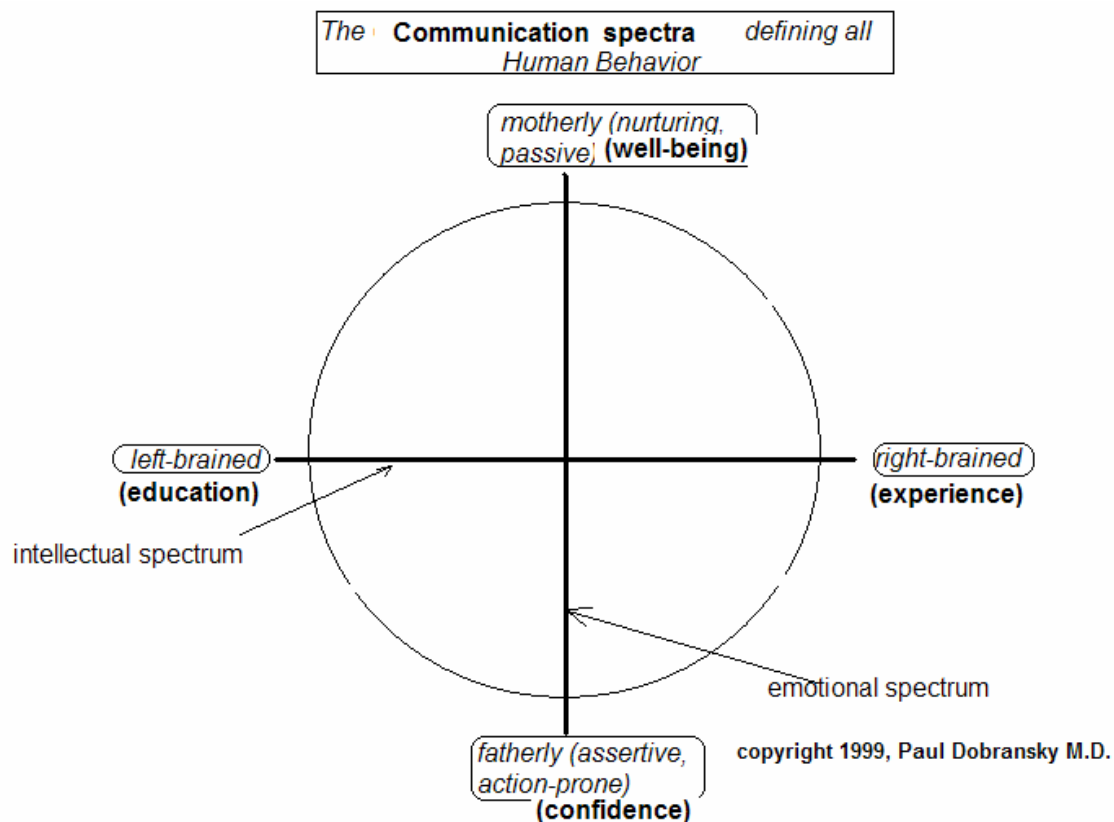 The Communication spectra defining all
Human Behavior
motherly (nurturing,
passive) (well-being)
left-brained
(education)
right-brained
(experience)
intellectual spectrum
emotional spectrum
fatherly (assertive,
action-prone)
(confidence)
copyright 1999, Paul Dobransky M.D.